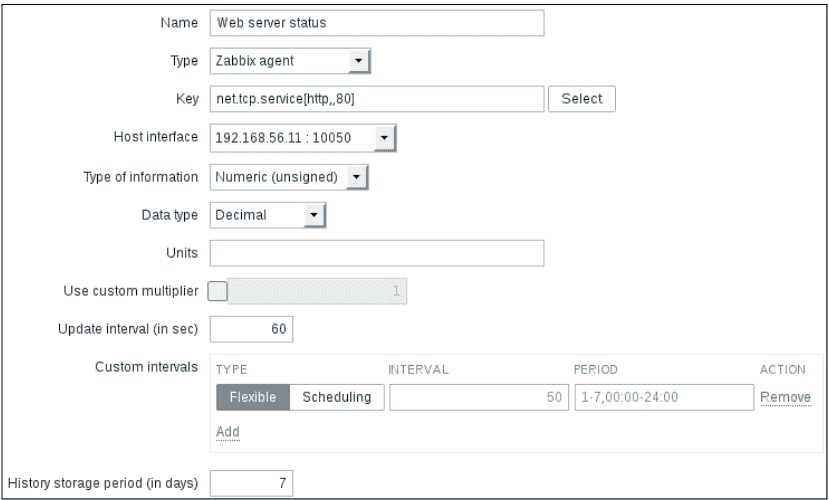 Name Web server status
Type Zabbix agent
Key net.tcp.service[http,,80] Select
Host interface 192.168.56.11 : 10050
Type of information Numeric (unsigned)
Data type Decimal
Units
Use custom multiplier 1
Update interval (in sec) 60
Custom intervals TYPE INTERVAL PERIOD ACTION
Flexible Scheduling 50 1-7,00:00-24:00 Remove
Add
History storage period (in days) 7